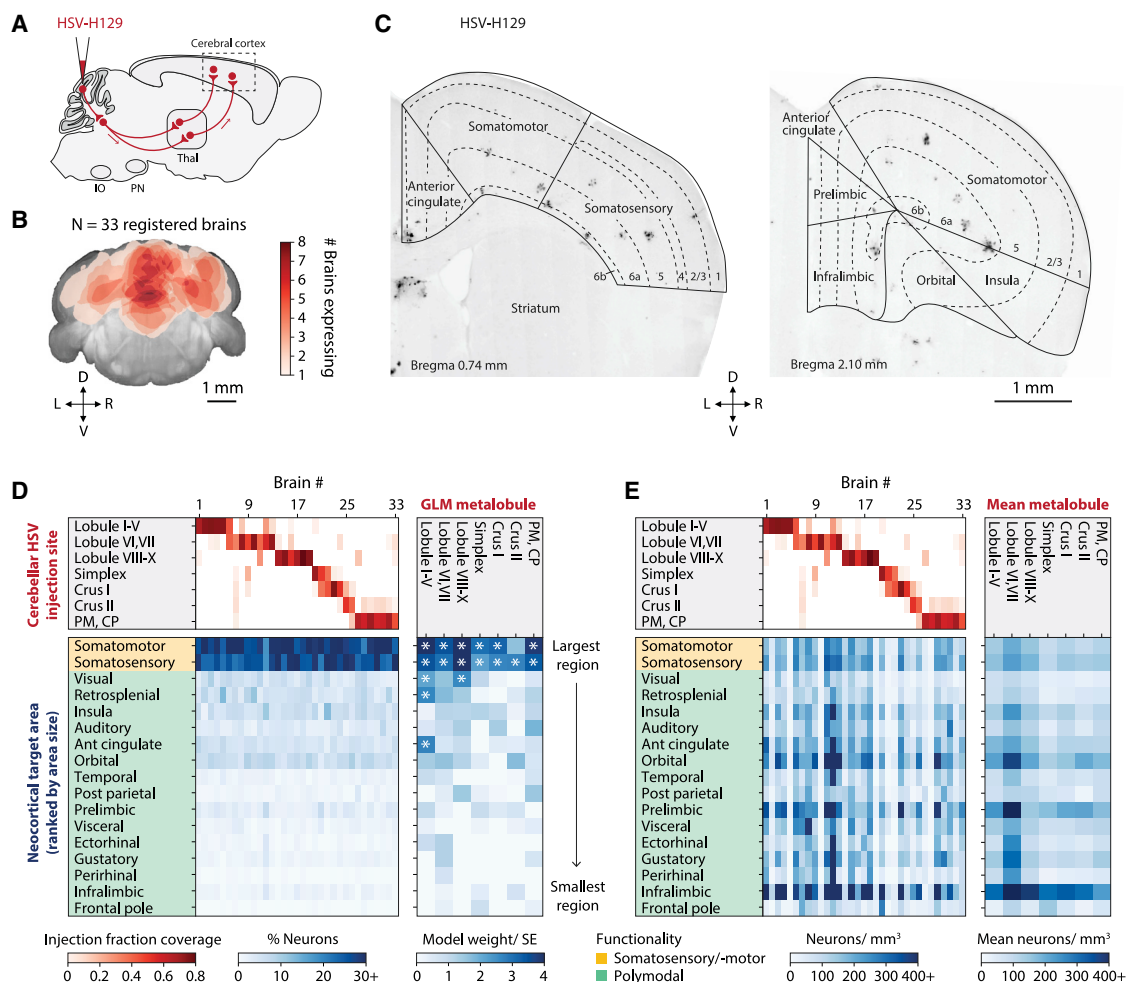 A
HSV-H129
Cerebral cortex
Thal
IO
PN
B
N = 33 registered brains
# Brains expressing
8
7
6
5
4
3
2
1
D
L
R
V
1 mm
C
HSV-H129
Somatomotor
Anterior
cingulate
Somatosensory
6b
6a
5
4
2/3
1
Striatum
Bregma 0.74 mm
Anterior
cingulate
Prelimbic
Somatomotor
6b
6a
5
2/3
1
Infralimbic
Orbital
Insula
Bregma 2.10 mm
D
L
R
V
1 mm
D
Brain #
1 9 17 25 33
Cerebellar HSV
injection site
Lobule I-V
Lobule VI,VII
Lobule VIII-X
Simplex
Crus I
Crus II
PM, CP
GLM metalobule
Lobule I-V
Lobule VI,VII
Lobule VIII-X
Simplex
Crus I
Crus II
PM, CP
Neocortical target area
(ranked by area size)
Somatomotor
Somatosensory
Visual
Retrosplenial
Insula
Auditory
Ant cingulate
Orbital
Temporal
Post parietal
Prelimbic
Visceral
Ectorhinal
Gustatory
Perirhinal
Infralimbic
Frontal pole
* * * * * *
* * * * * * *
* *
*
*
Largest
region
Smallest
region
Injection fraction coverage
0 0.2 0.4 0.6 0.8
% Neurons
0 10 20 30+
Model weight/ SE
0 1 2 3 4
E
Brain #
1 9 17 25 33
Lobule I-V
Lobule VI,VII
Lobule VIII-X
Simplex
Crus I
Crus II
PM, CP
Mean metalobule
Lobule I-V
Lobule VI,VII
Lobule VIII-X
Simplex
Crus I
Crus II
PM, CP
Somatomotor
Somatosensory
Visual
Retrosplenial
Insula
Auditory
Ant cingulate
Orbital
Temporal
Post parietal
Prelimbic
Visceral
Ectorhinal
Gustatory
Perirhinal
Infralimbic
Frontal pole
Functionality
Somatosensory/-motor
Polymodal
Neurons/ mm³
0 100 200 300 400+
Mean neurons/ mm³
0 100 200 300 400+